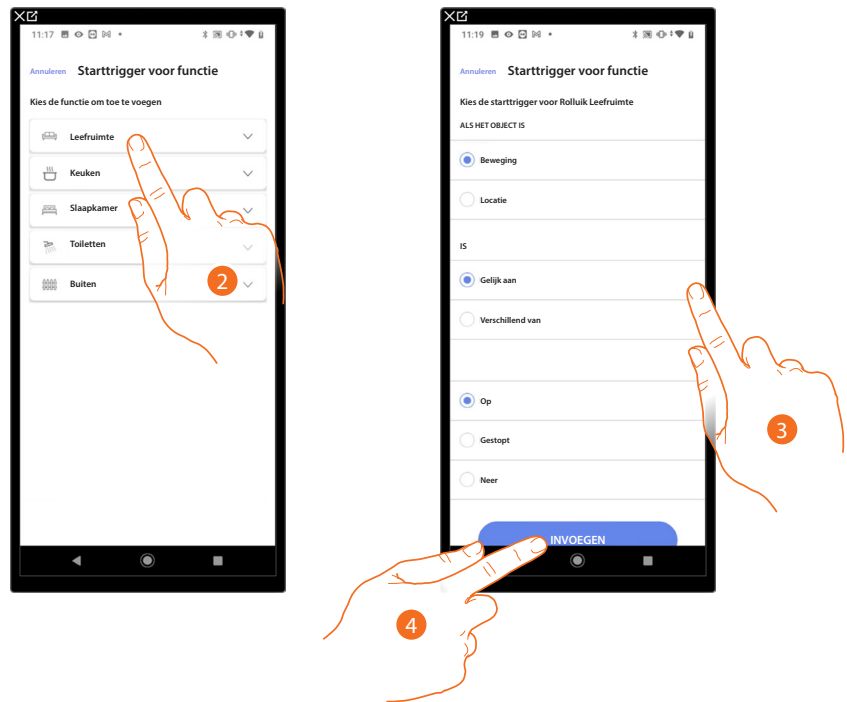 11:17
Annuleren Starttrigger voor functie
Kies de functie om toe te voegen
Leefruimte
Keuken
Slaapkamer
Toiletten
Buiten
2
11:19
Annuleren Starttrigger voor functie
Kies de starttrigger voor Rolluik Leefruimte
ALS HET OBJECT IS
Beweging
Locatie
IS
Gelijk aan
Verschillend van
Op
Gestopt
Neer
INVOEGEN
3
4